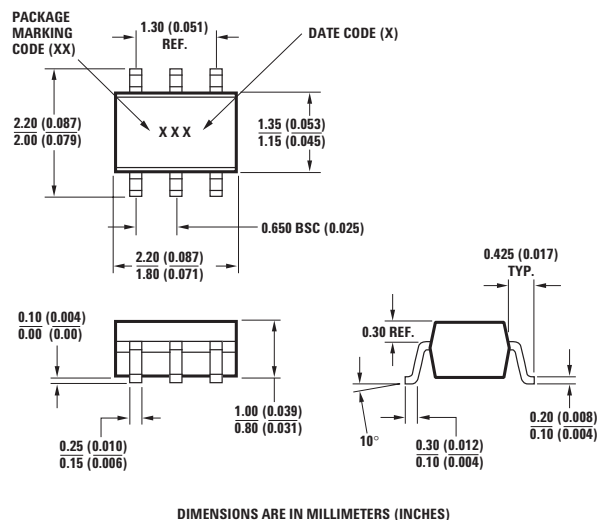 PACKAGE
MARKING
CODE (XX)
1.30 (0.051)
REF.
DATE CODE (X)
2.20 (0.087)
2.00 (0.079)
X X X
1.35 (0.053)
1.15 (0.045)
0.650 BSC (0.025)
2.20 (0.087)
1.80 (0.071)
0.425 (0.017)
TYP.
0.10 (0.004)
0.00 (0.00)
0.30 REF.
1.00 (0.039)
0.80 (0.031)
0.25 (0.010)
0.15 (0.006)
10°
0.30 (0.012)
0.10 (0.004)
0.20 (0.008)
0.10 (0.004)
DIMENSIONS ARE IN MILLIMETERS (INCHES)